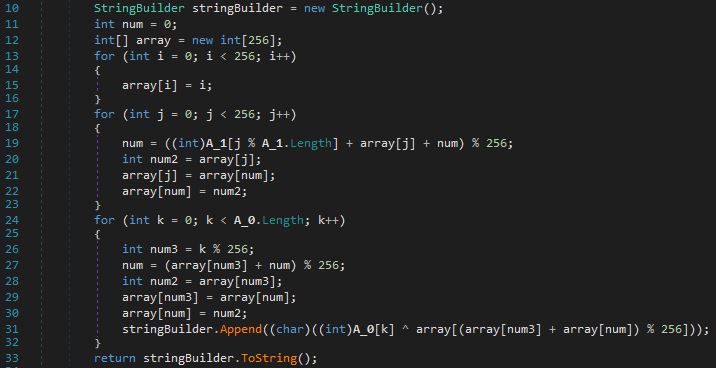 10 StringBuilder stringBuilder = new StringBuilder();
11 int num = 0;
12 int[] array = new int[256];
13 for (int i = 0; i < 256; i++)
14 {
15 array[i] = i;
16 }
17 for (int j = 0; j < 256; j++)
18 {
19 num = ((int)A_1[j % A_1.Length] + array[j] + num) % 256;
20 int num2 = array[j];
21 array[j] = array[num];
22 array[num] = num2;
23 }
24 for (int k = 0; k < A_0.Length; k++)
25 {
26 int num3 = k % 256;
27 num = (array[num3] + num) % 256;
28 int num2 = array[num3];
29 array[num3] = array[num];
30 array[num] = num2;
31 stringBuilder.Append((char)((int)A_0[k] ^ array[(array[num3] + array[num]) % 256]));
32 }
33 return stringBuilder.ToString();